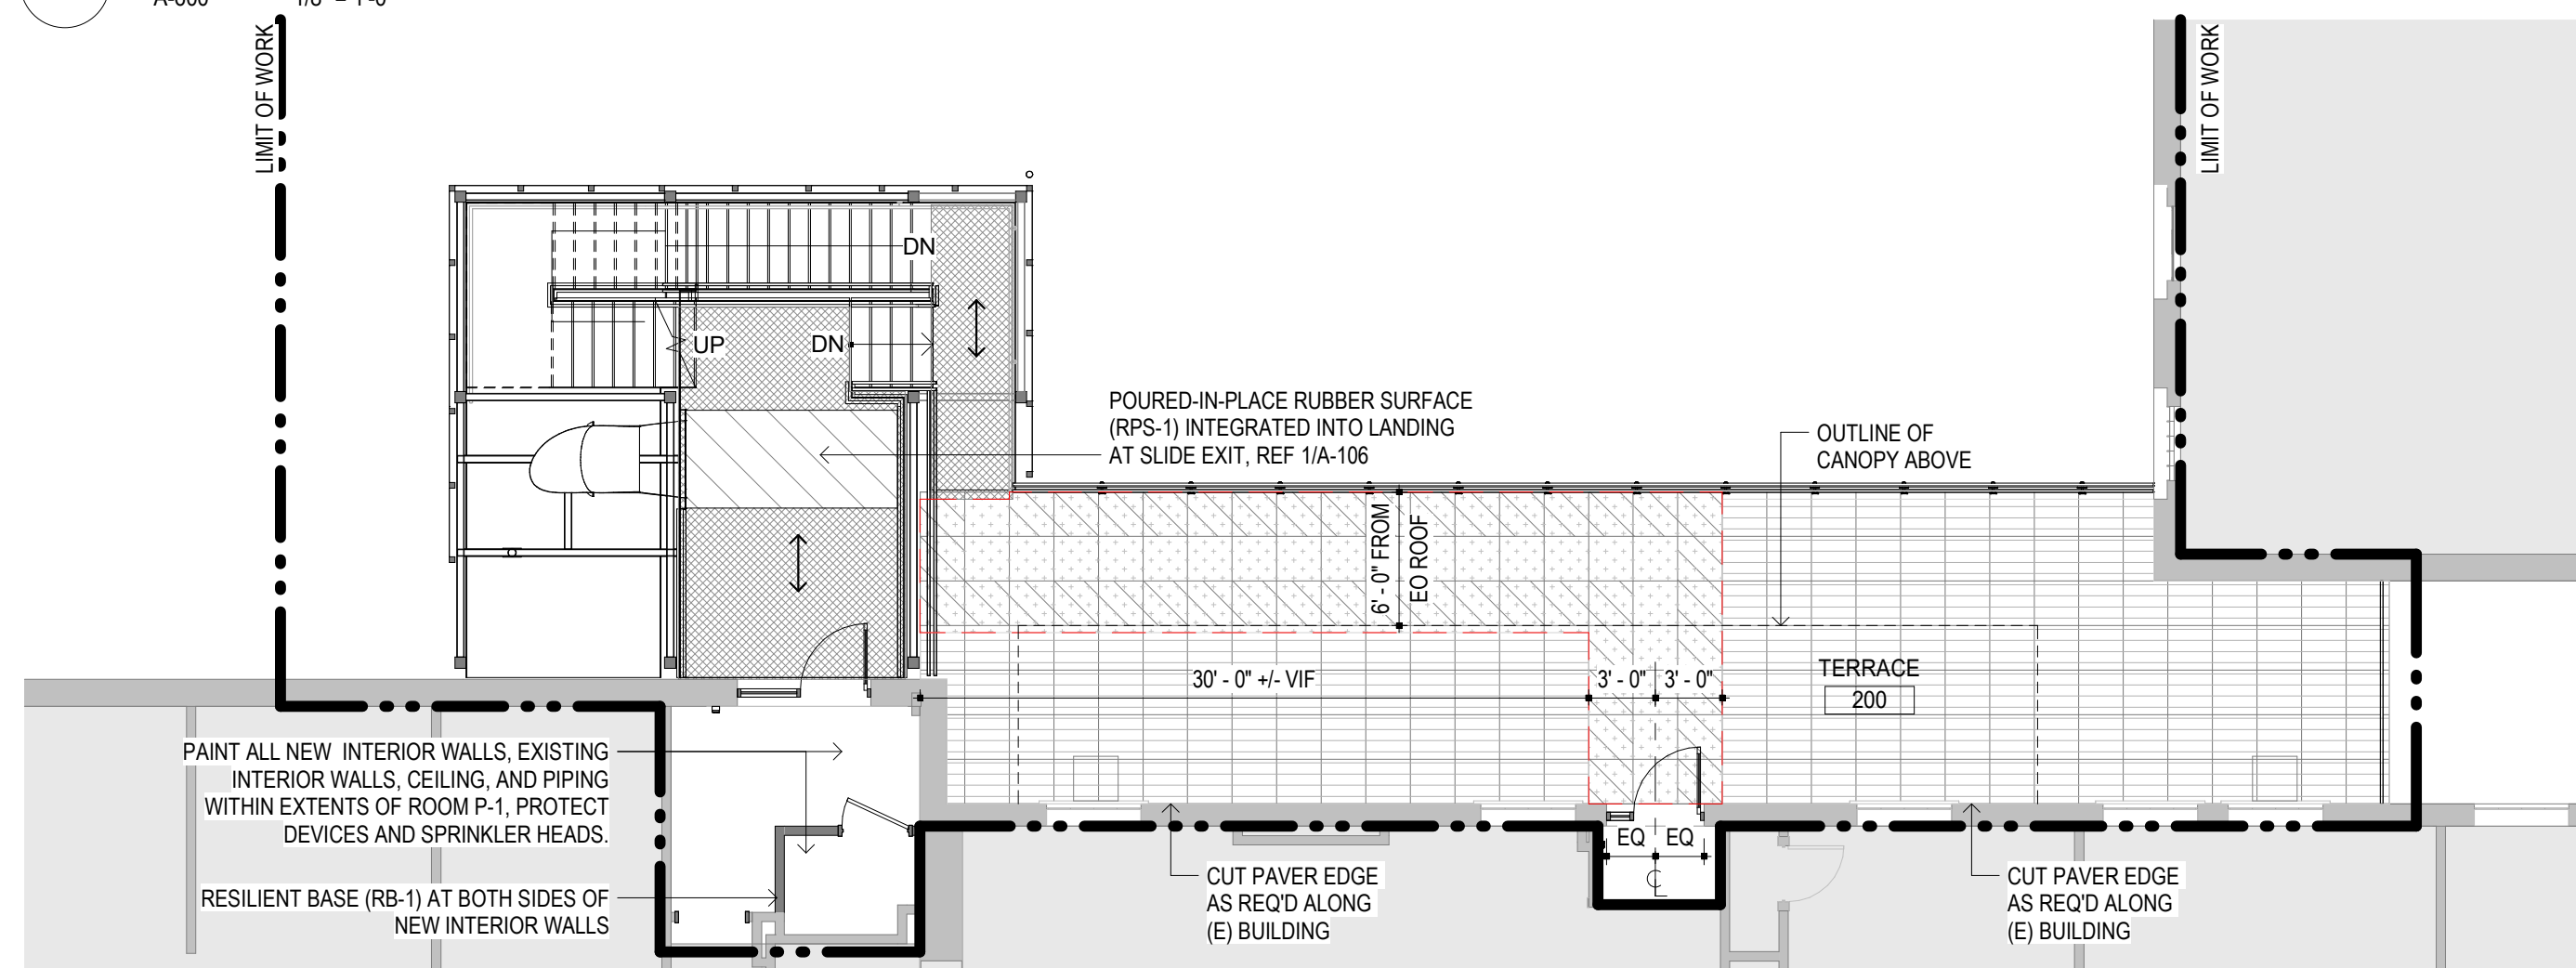 LIMIT OF WORK
LIMIT OF WORK
DN
UP
DN
POURED-IN-PLACE RUBBER SURFACE
(RPS-1) INTEGRATED INTO LANDING
AT SLIDE EXIT, REF 1/A-106
OUTLINE OF
CANOPY ABOVE
6' - 0" FROM
EO ROOF
30' - 0" +/- VIF
3' - 0"
3' - 0"
TERRACE
200
PAINT ALL NEW INTERIOR WALLS, EXISTING
INTERIOR WALLS, CEILING, AND PIPING
WITHIN EXTENTS OF ROOM P-1, PROTECT
DEVICES AND SPRINKLER HEADS.
RESILIENT BASE (RB-1) AT BOTH SIDES OF
NEW INTERIOR WALLS
EQ
EQ
CUT PAVER EDGE
AS REQ'D ALONG
(E) BUILDING
CUT PAVER EDGE
AS REQ'D ALONG
(E) BUILDING